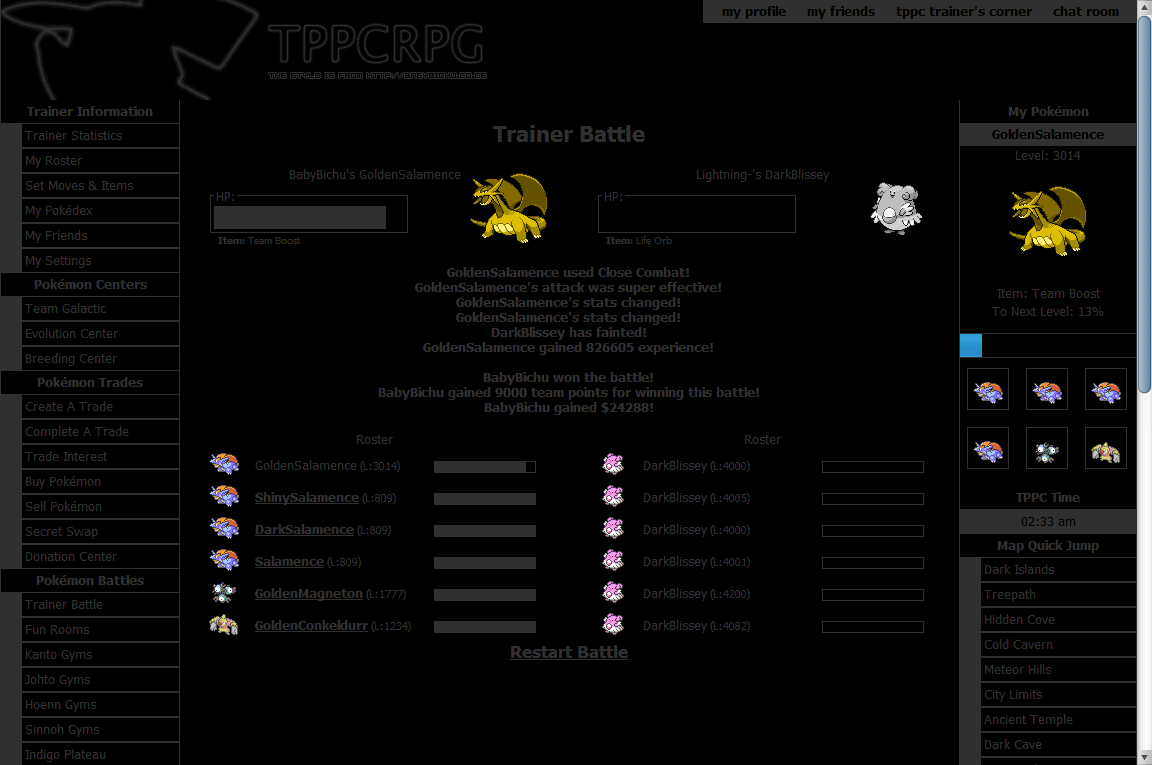 my profile my friends tppc trainer's corner chat room
TPPCRPG
THE STYLE IS FROM HTTP://BABYBICHU.CO.DE
Trainer Information
Trainer Statistics
My Roster
Set Moves & Items
My Pokédex
My Friends
My Settings
Pokémon Centers
Team Galactic
Evolution Center
Breeding Center
Pokémon Trades
Create A Trade
Complete A Trade
Trade Interest
Buy Pokémon
Sell Pokémon
Secret Swap
Donation Center
Pokémon Battles
Trainer Battle
Fun Rooms
Kanto Gyms
Johto Gyms
Hoenn Gyms
Sinnoh Gyms
Indigo Plateau
Trainer Battle
BabyBichu's GoldenSalamence
HP:
Item: Team Boost
Lightning-'s DarkBlissey
HP:
Item: Life Orb
GoldenSalamence used Close Combat!
GoldenSalamence's attack was super effective!
GoldenSalamence's stats changed!
GoldenSalamence's stats changed!
DarkBlissey has fainted!
GoldenSalamence gained 826605 experience!
BabyBichu won the battle!
BabyBichu gained 9000 team points for winning this battle!
BabyBichu gained $24288!
Roster Roster
GoldenSalamence (L:3014) DarkBlissey (L:4000)
ShinySalamence (L:809) DarkBlissey (L:4005)
DarkSalamence (L:809) DarkBlissey (L:4000)
Salamence (L:809) DarkBlissey (L:4001)
GoldenMagneton (L:1777) DarkBlissey (L:4200)
GoldenConkeldurr (L:1234) DarkBlissey (L:4082)
Restart Battle
My Pokémon
GoldenSalamence
Level: 3014
Item: Team Boost
To Next Level: 13%
TPPC Time
02:33 am
Map Quick Jump
Dark Islands
Treepath
Hidden Cove
Cold Cavern
Meteor Hills
City Limits
Ancient Temple
Dark Cave